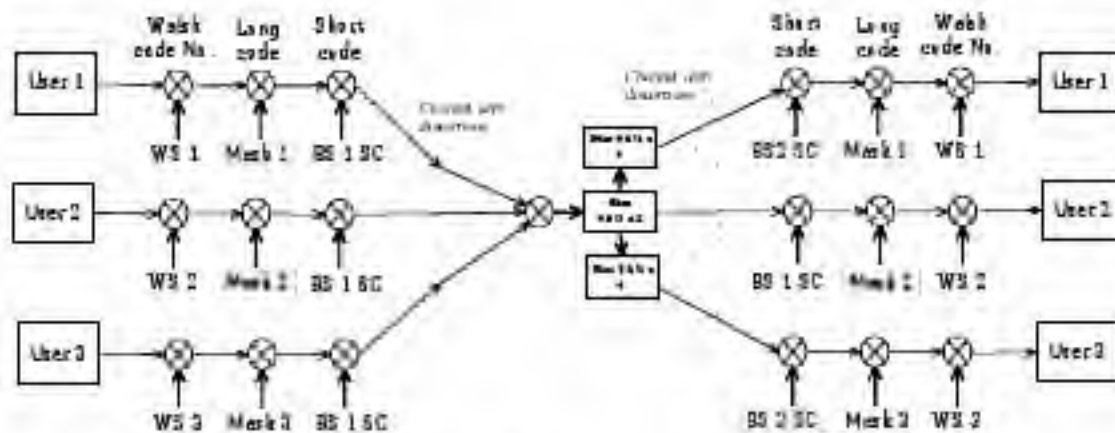 Walsh code No.
Long code
Short code
User 1
WS 1
Mask 1
BS 1 SC
User 2
WS 2
Mask 2
BS 1 SC
User 3
WS 3
Mask 3
BS 1 SC
Short code
Long code
Walsh code No.
User 1
BS2 SC
Mask 1
WS 1
User 2
BS 1 SC
Mask 2
WS 2
User 3
BS 2 SC
Mask 3
WS 3